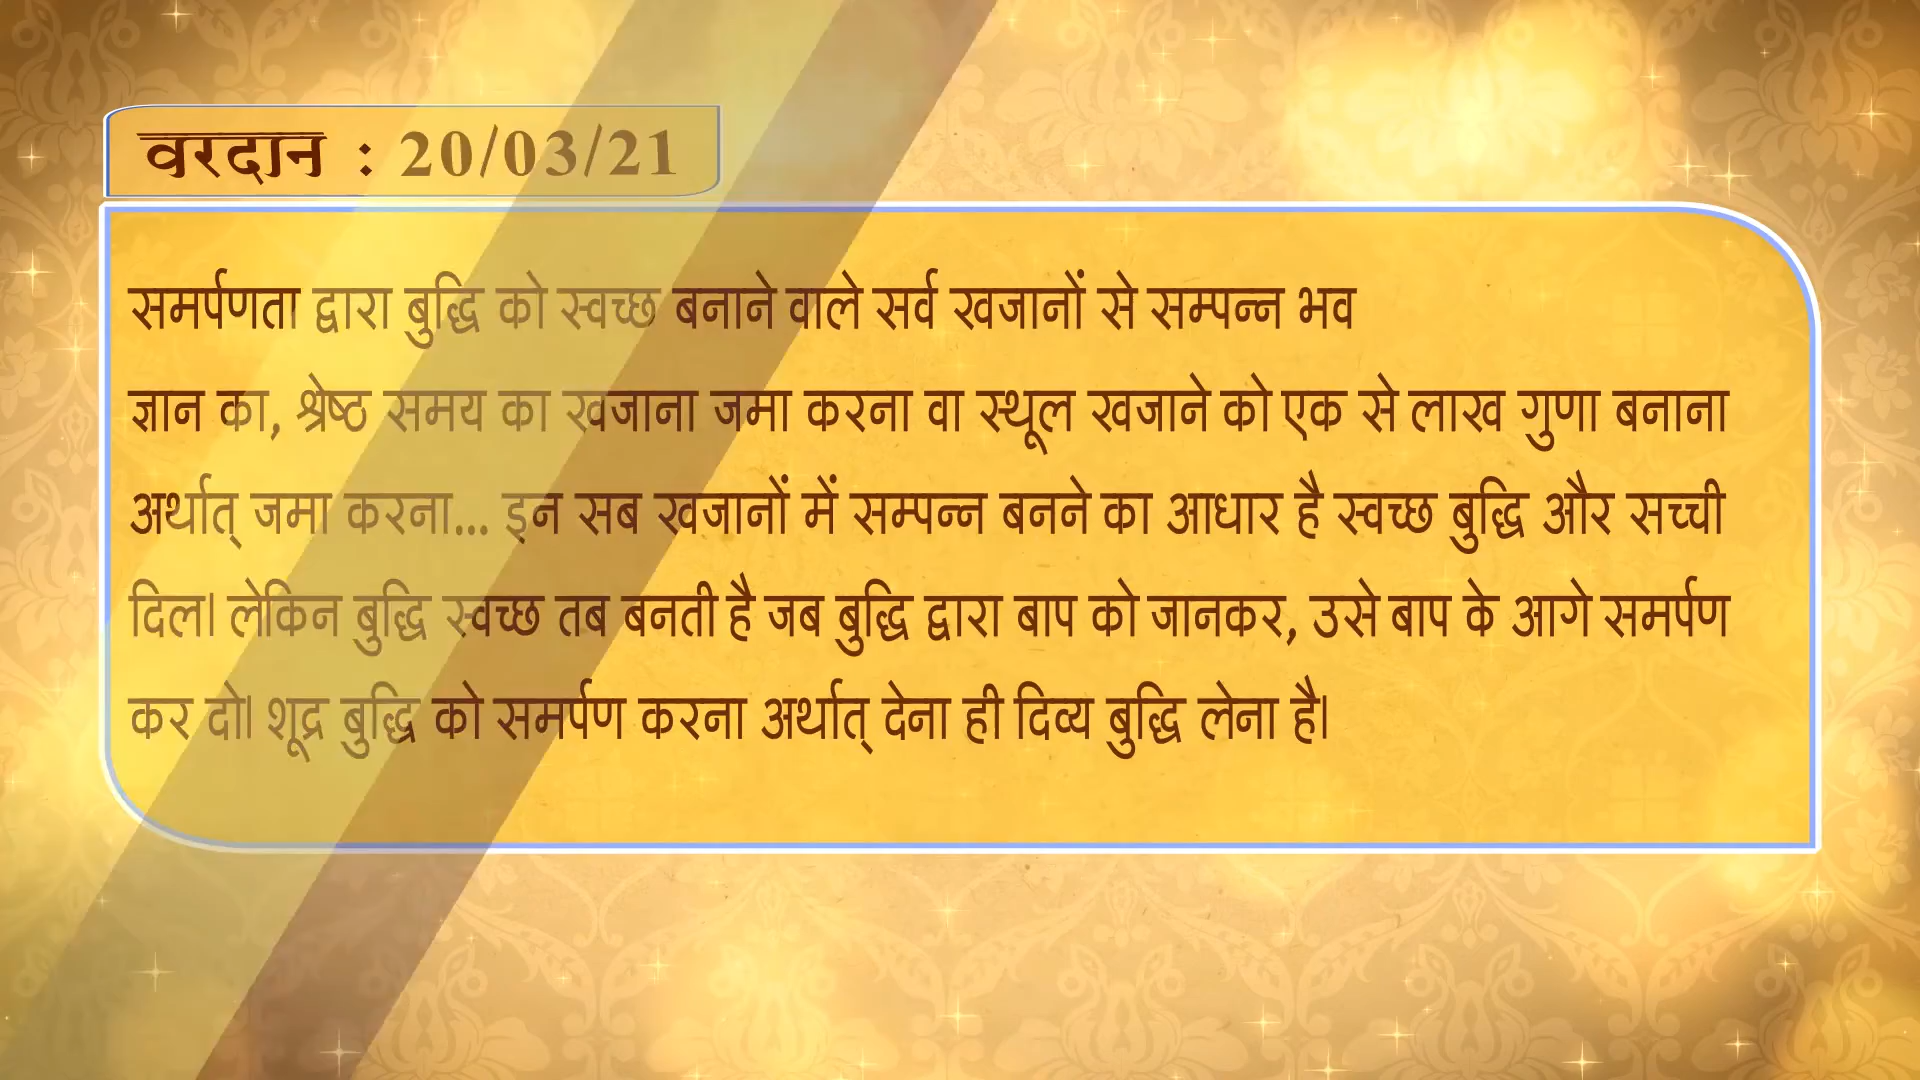 वरदान : 20/03/21
समर्पणता द्वारा बुद्धि को स्वच्छ बनाने वाले सर्व खजानों से सम्पन्न भव
ज्ञान का, श्रेष्ठ समय का खजाना जमा करना वा स्थूल खजाने को एक से लाख गुणा बनाना
अर्थात् जमा करना... इन सब खजानों में सम्पन्न बनने का आधार है स्वच्छ बुद्धि और सच्ची
दिल। लेकिन बुद्धि स्वच्छ तब बनती है जब बुद्धि द्वारा बाप को जानकर, उसे बाप के आगे समर्पण
कर दो। शूद्र बुद्धि को समर्पण करना अर्थात् देना ही दिव्य बुद्धि लेना है।